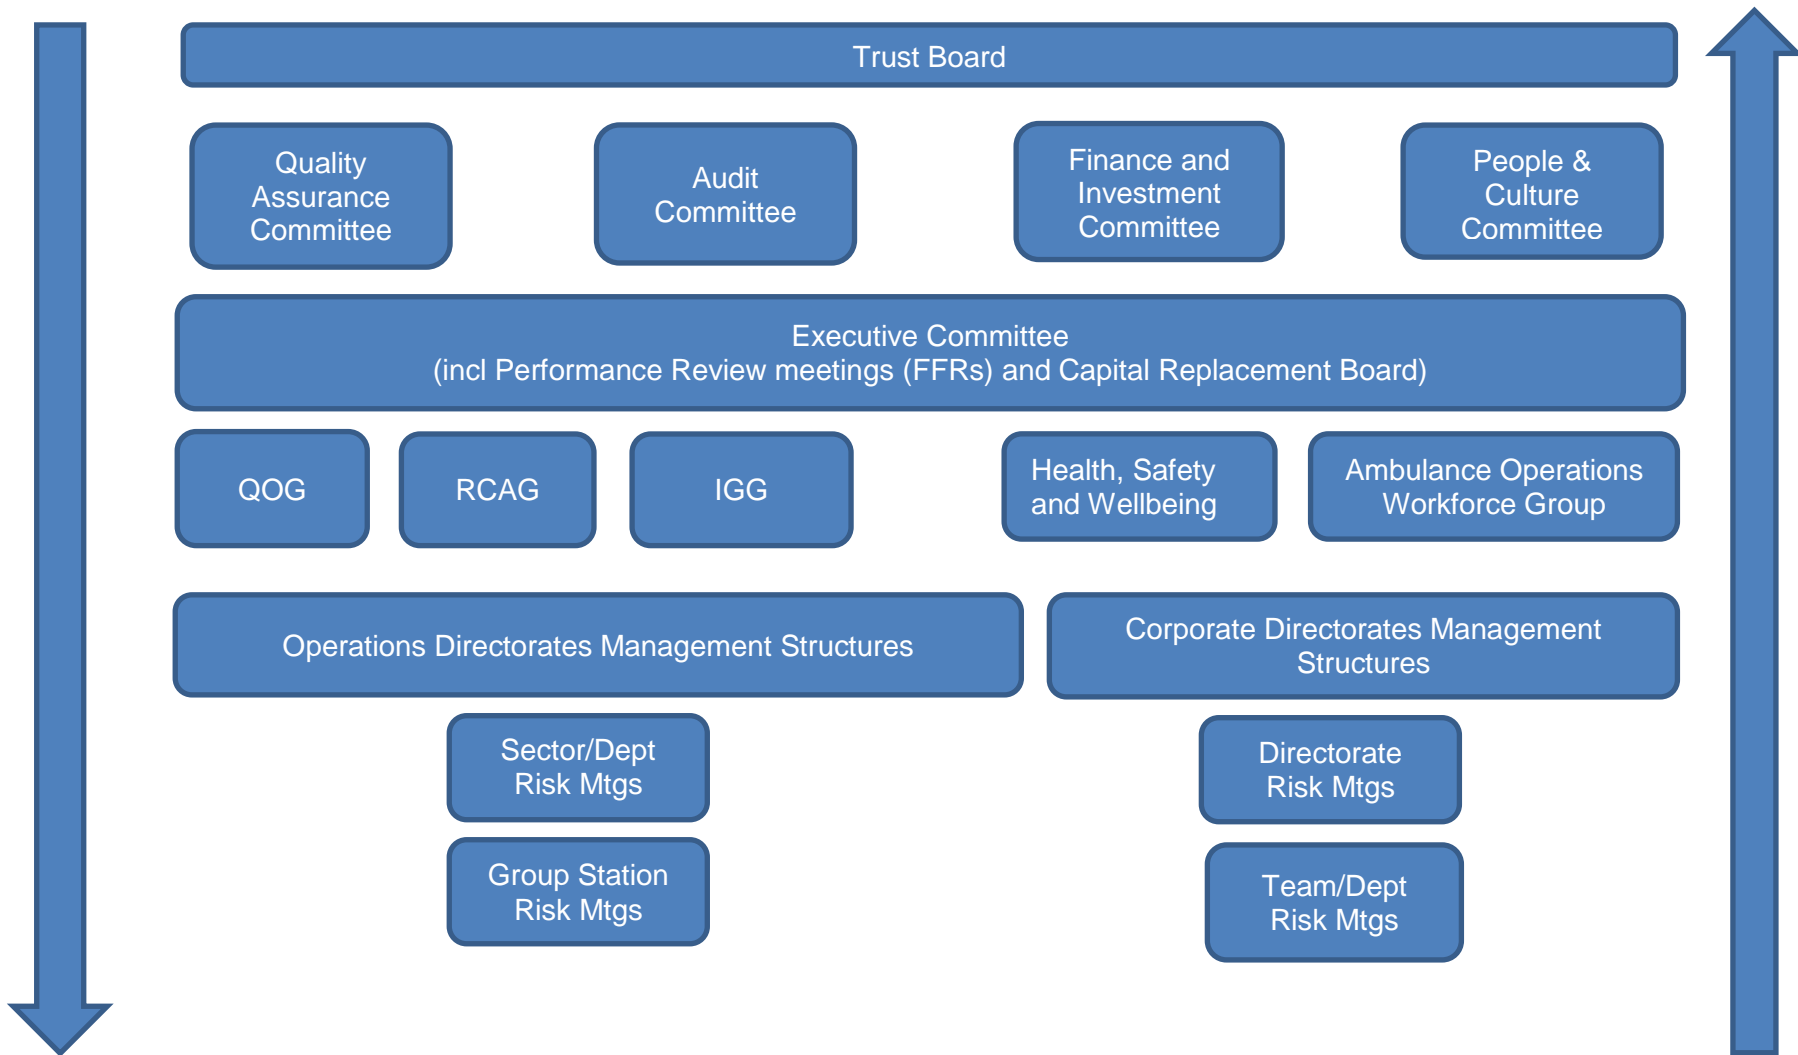 Trust Board
Quality
Assurance
Committee
Audit
Committee
Finance and
Investment
Committee
People &
Culture
Committee
Executive Committee
(incl Performance Review meetings (FFRs) and Capital Replacement Board)
QOG
RCAG
IGG
Health, Safety
and Wellbeing
Ambulance Operations
Workforce Group
Operations Directorates Management Structures
Corporate Directorates Management
Structures
Sector/Dept
Risk Mtgs
Directorate
Risk Mtgs
Group Station
Risk Mtgs
Team/Dept
Risk Mtgs